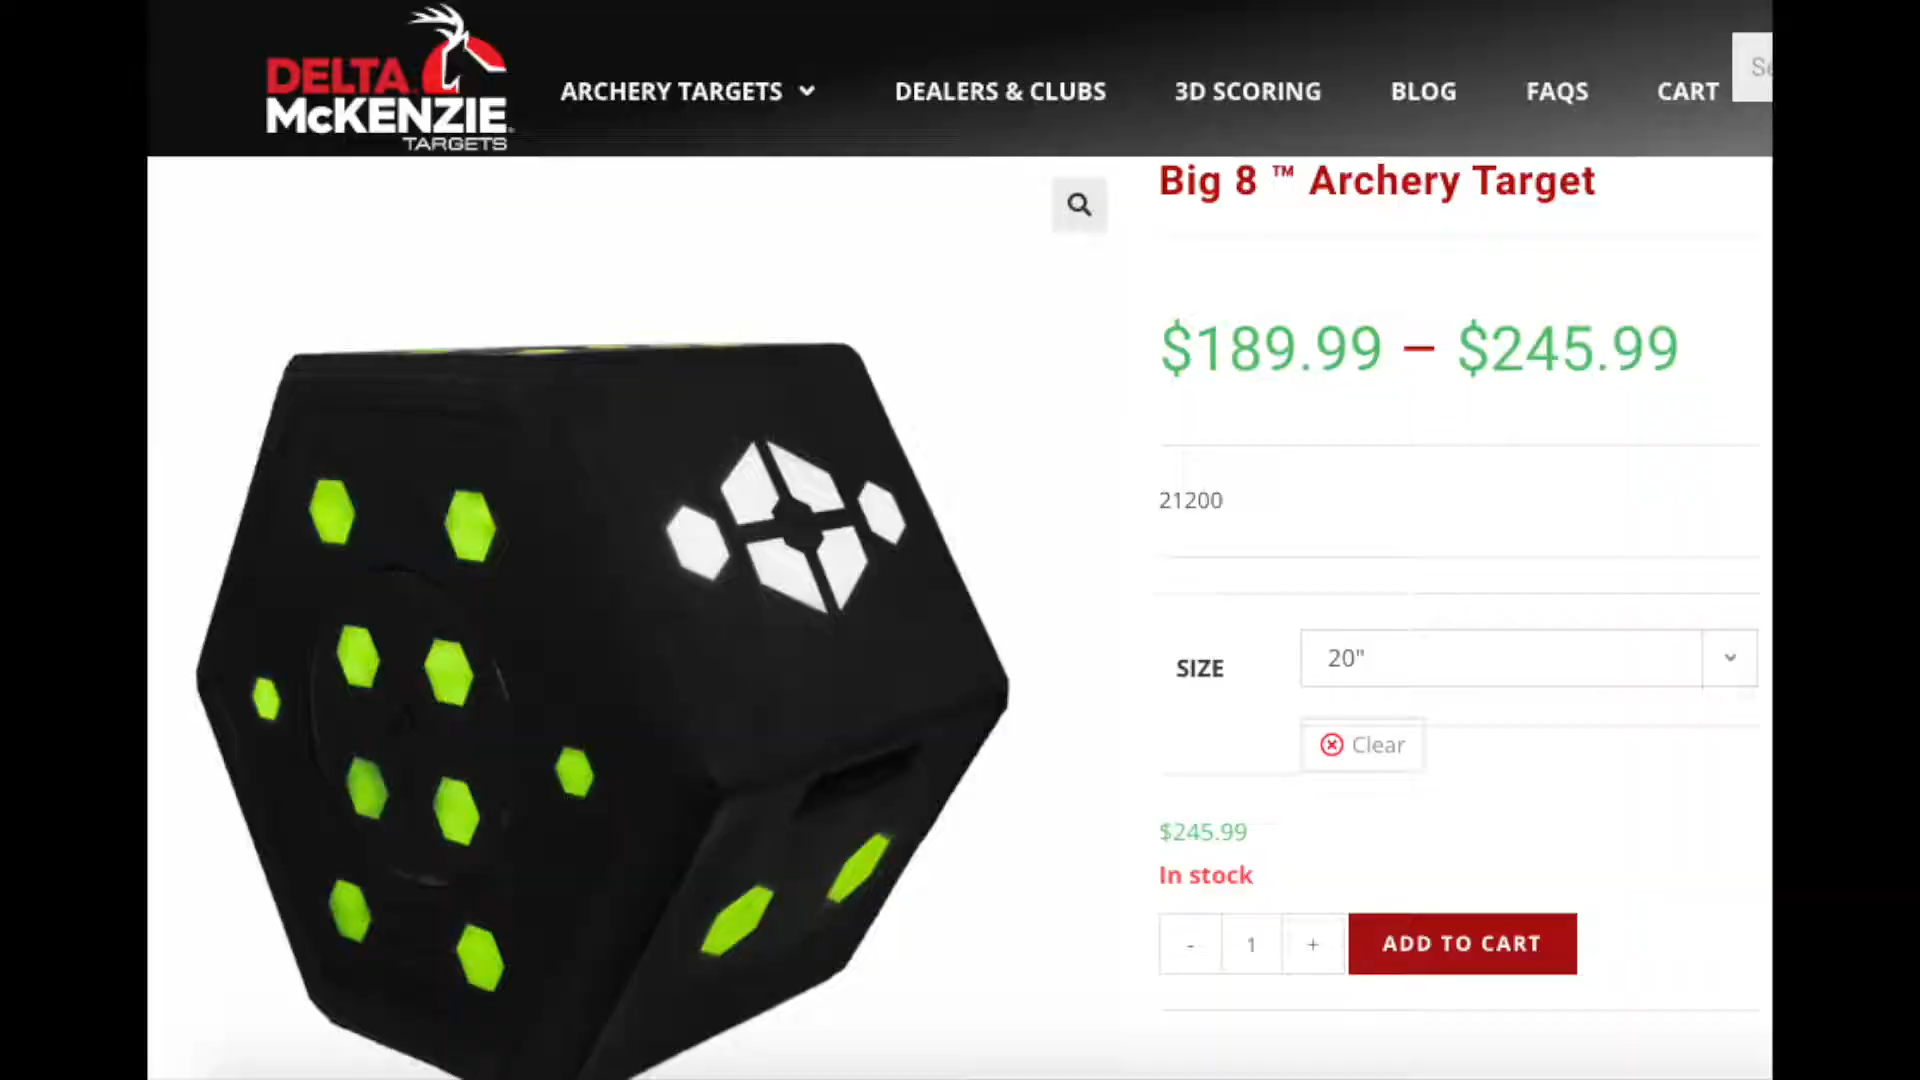 DELTA
McKENZIE
TARGETS
ARCHERY TARGETS
DEALERS & CLUBS
3D SCORING
BLOG
FAQS
CART
Big 8 ™ Archery Target
$189.99 – $245.99
21200
SIZE
20"
Clear
$245.99
In stock
- 1 +
ADD TO CART